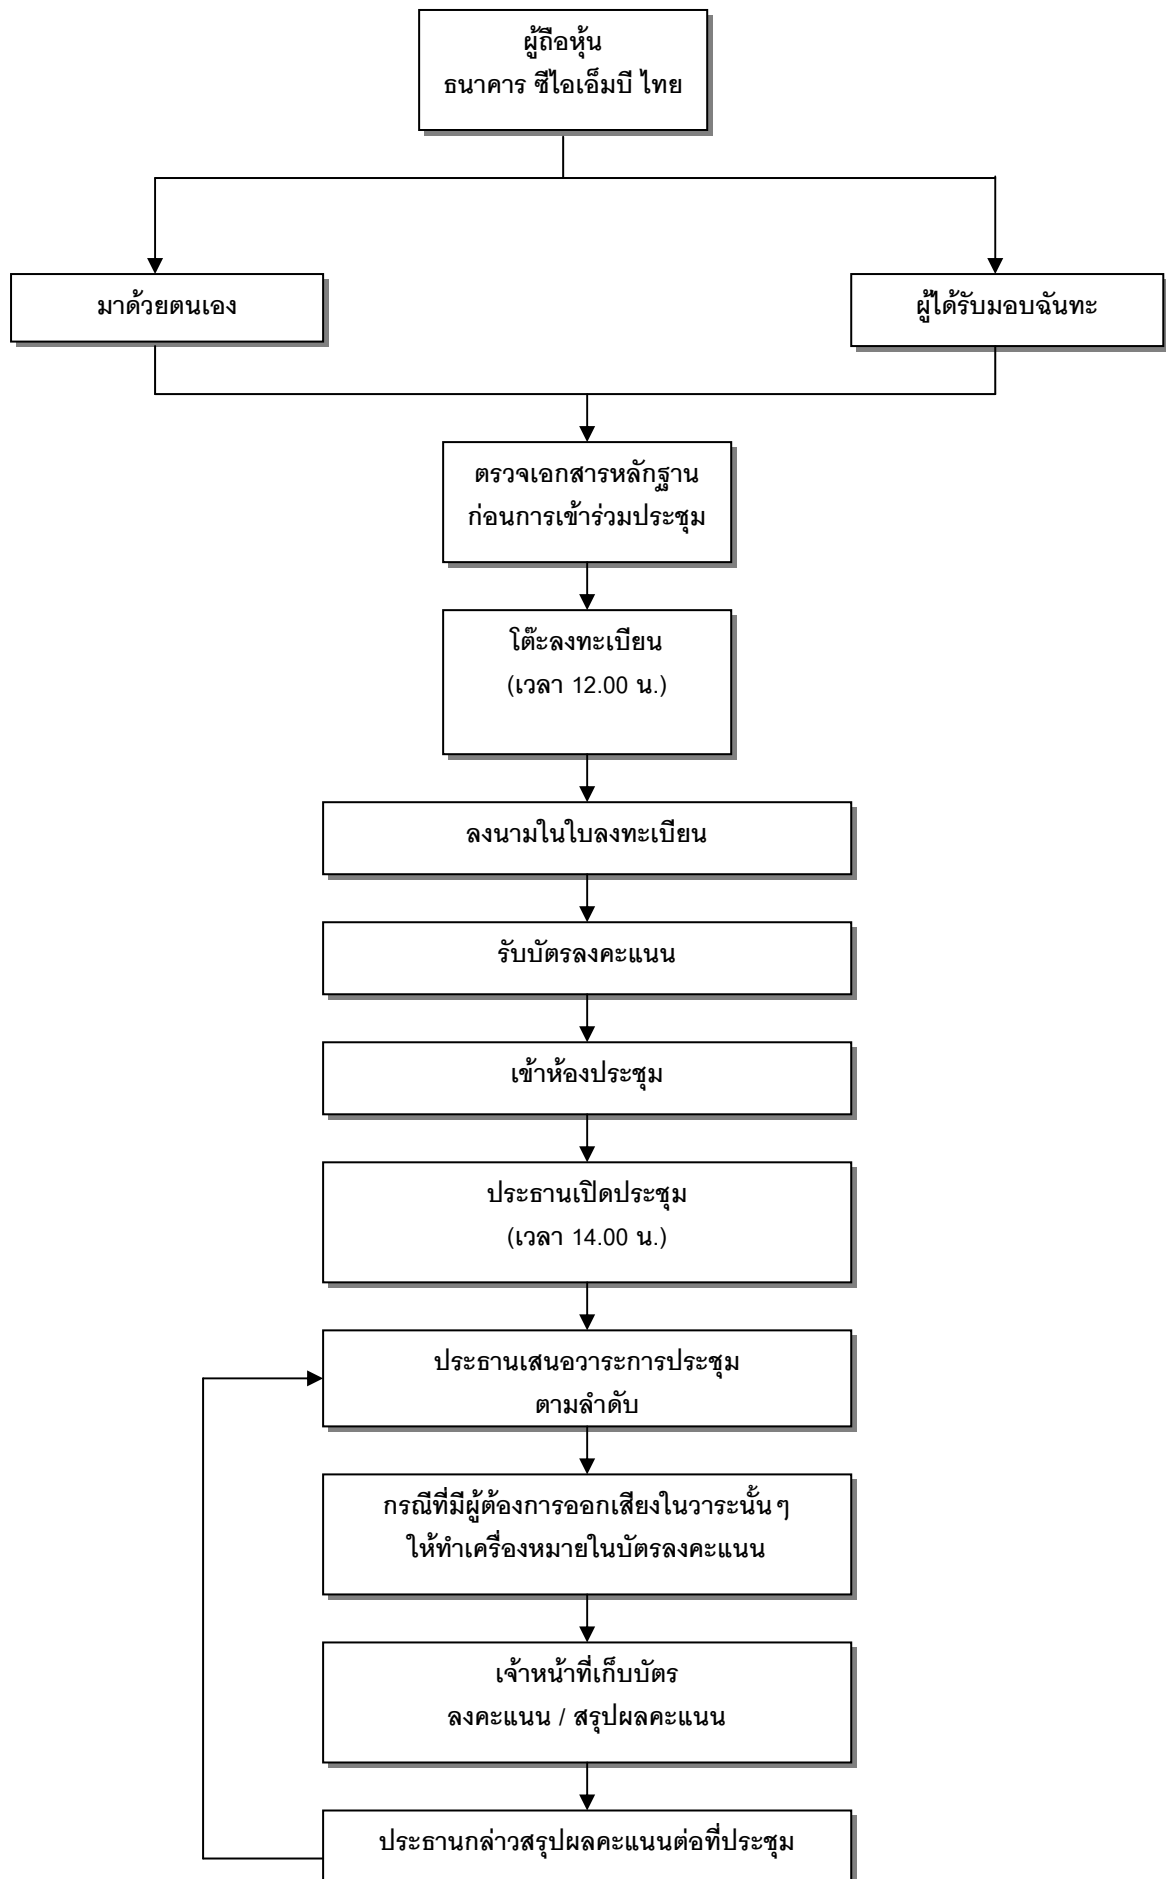 ผู้ถือหุ้น
ธนาคาร ซีไอเอ็มบี ไทย
มาด้วยตนเอง
ผู้ได้รับมอบฉันทะ
ตรวจเอกสารหลักฐาน
ก่อนการเข้าร่วมประชุม
โต๊ะลงทะเบียน
(เวลา 12.00 น.)
ลงนามในใบลงทะเบียน
รับบัตรลงคะแนน
เข้าห้องประชุม
ประธานเปิดประชุม
(เวลา 14.00 น.)
ประธานเสนอวาระการประชุม
ตามลำดับ
กรณีที่มีผู้ต้องการออกเสียงในวาระนั้น ๆ
ให้ทำเครื่องหมายในบัตรลงคะแนน
เจ้าหน้าที่เก็บบัตร
ลงคะแนน / สรุปผลคะแนน
ประธานกล่าวสรุปผลคะแนนต่อที่ประชุม